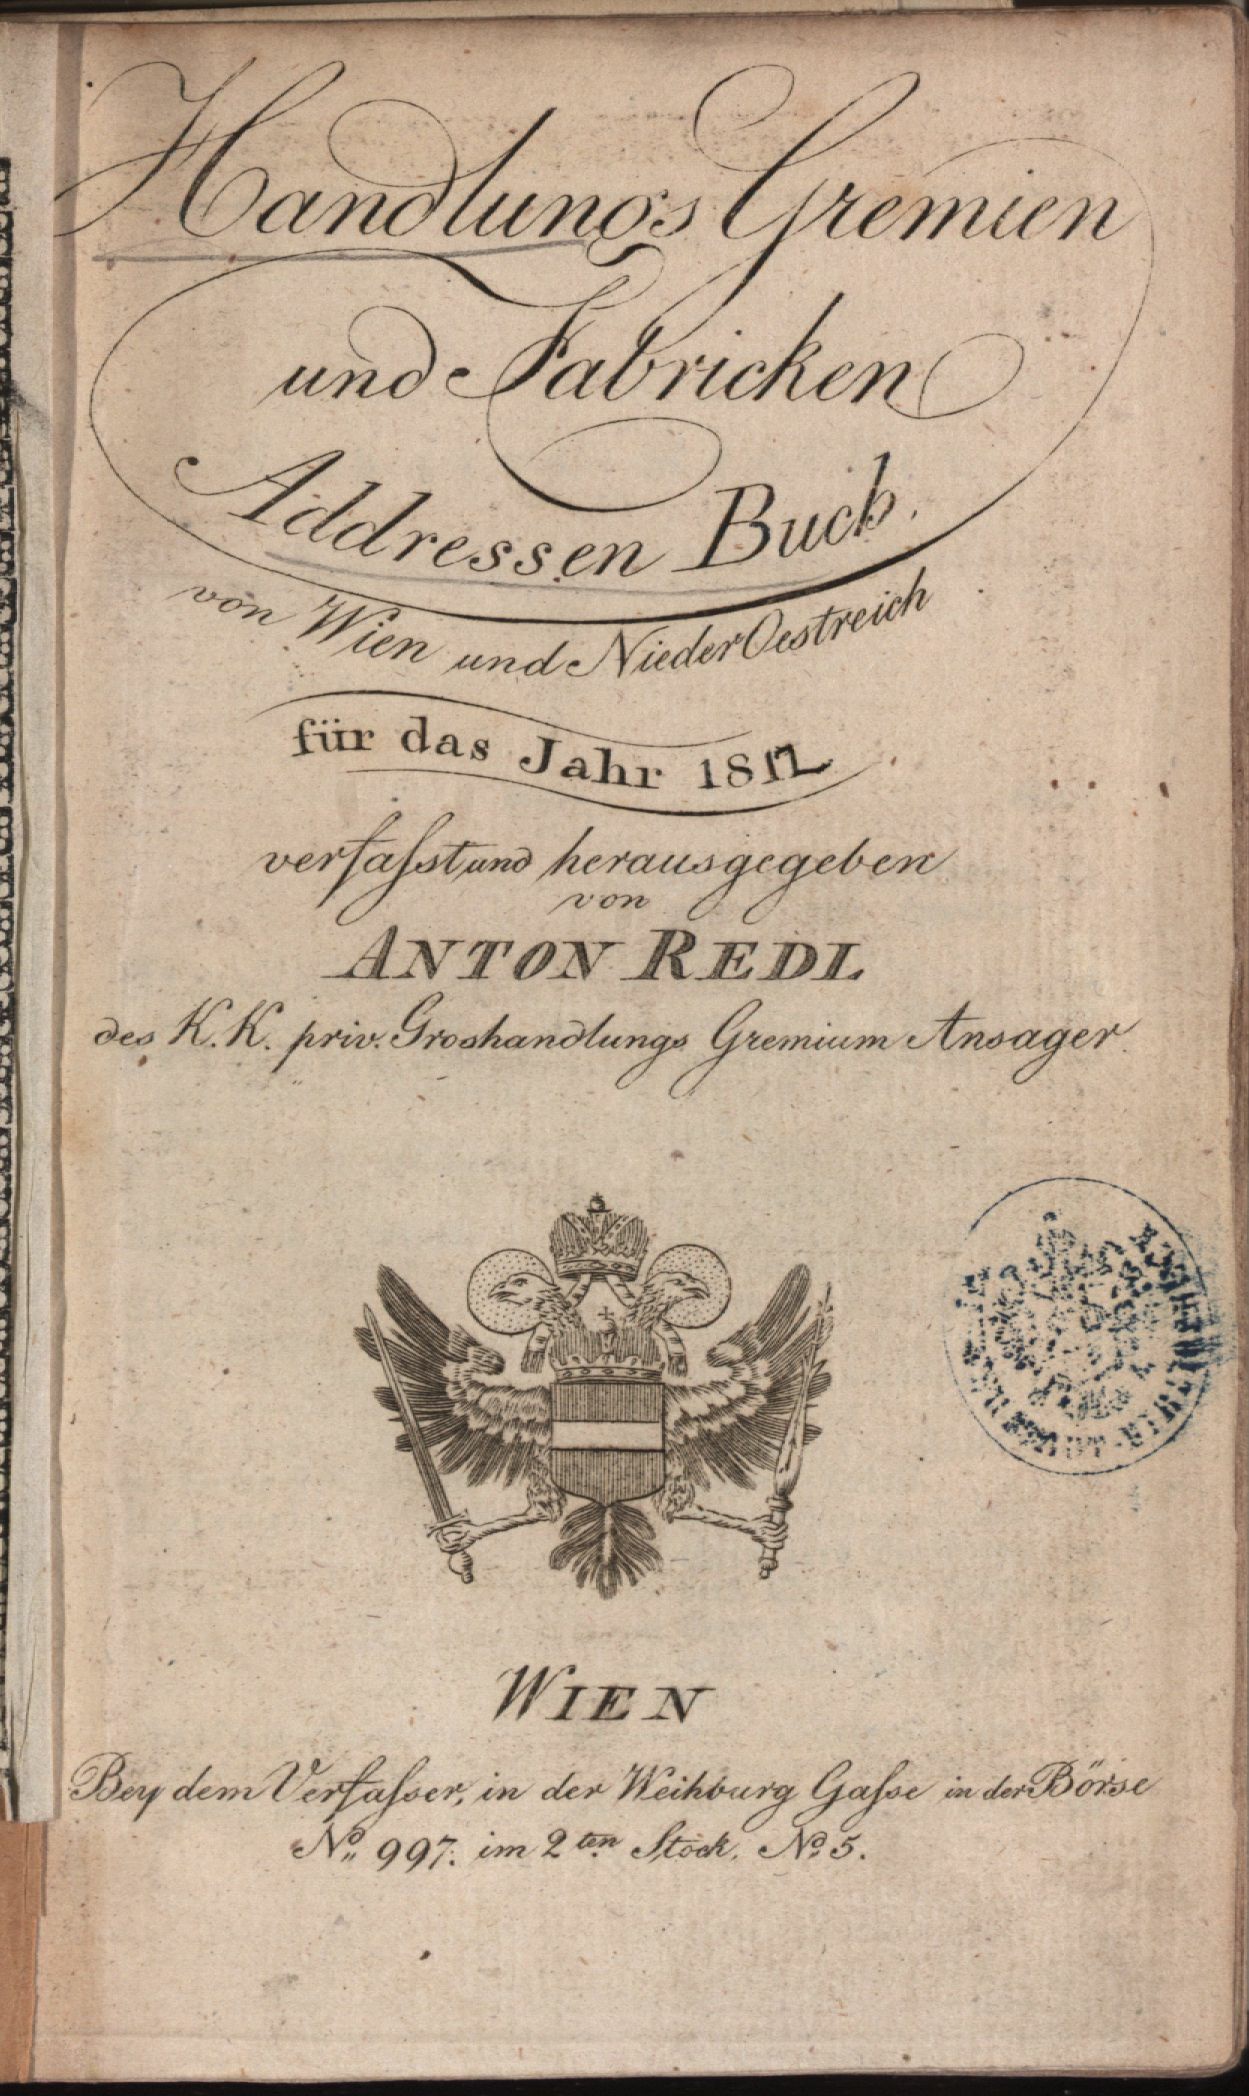 Handlungs Gremien
und Fabricken
Addressen Buch.
von Wien und Nieder Oestreich
für das Jahr 1812
verfaſst und herausgegeben
von
ANTON REDL
des K. K. priv. Groshandlungs Gremium Ansager.
WIEN
Bey dem Verfaſser, in der Weihburg Gaſse in der Börse
No. 997. im 2ten Stock. No. 5.